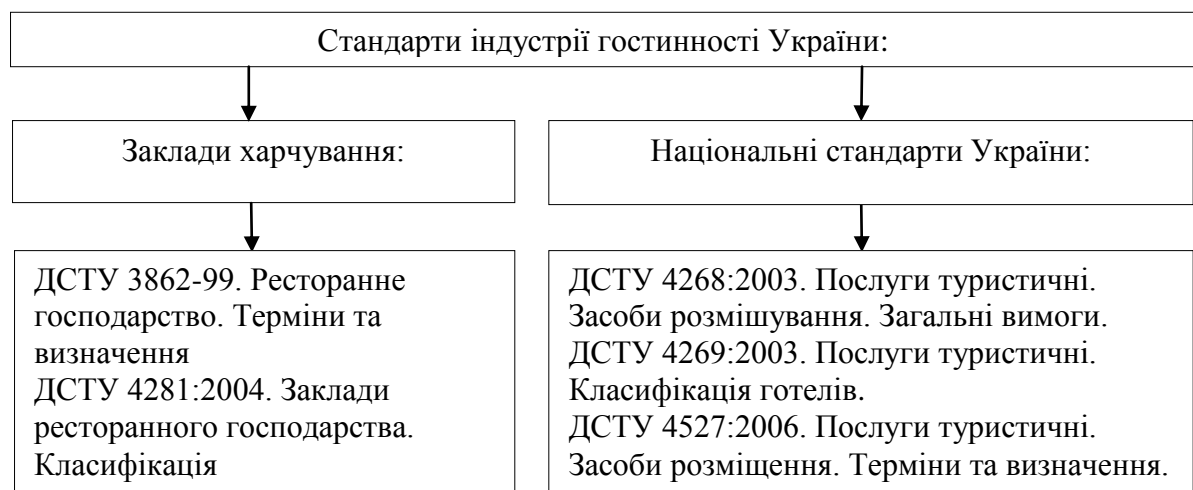 Стандарти індустрії гостинності України:
Заклади харчування:
Національні стандарти України:
ДСТУ 3862-99. Ресторанне
господарство. Терміни та
визначення
ДСТУ 4281:2004. Заклади
ресторанного господарства.
Класифікація
ДСТУ 4268:2003. Послуги туристичні.
Засоби розмішування. Загальні вимоги.
ДСТУ 4269:2003. Послуги туристичні.
Класифікація готелів.
ДСТУ 4527:2006. Послуги туристичні.
Засоби розміщення. Терміни та визначення.